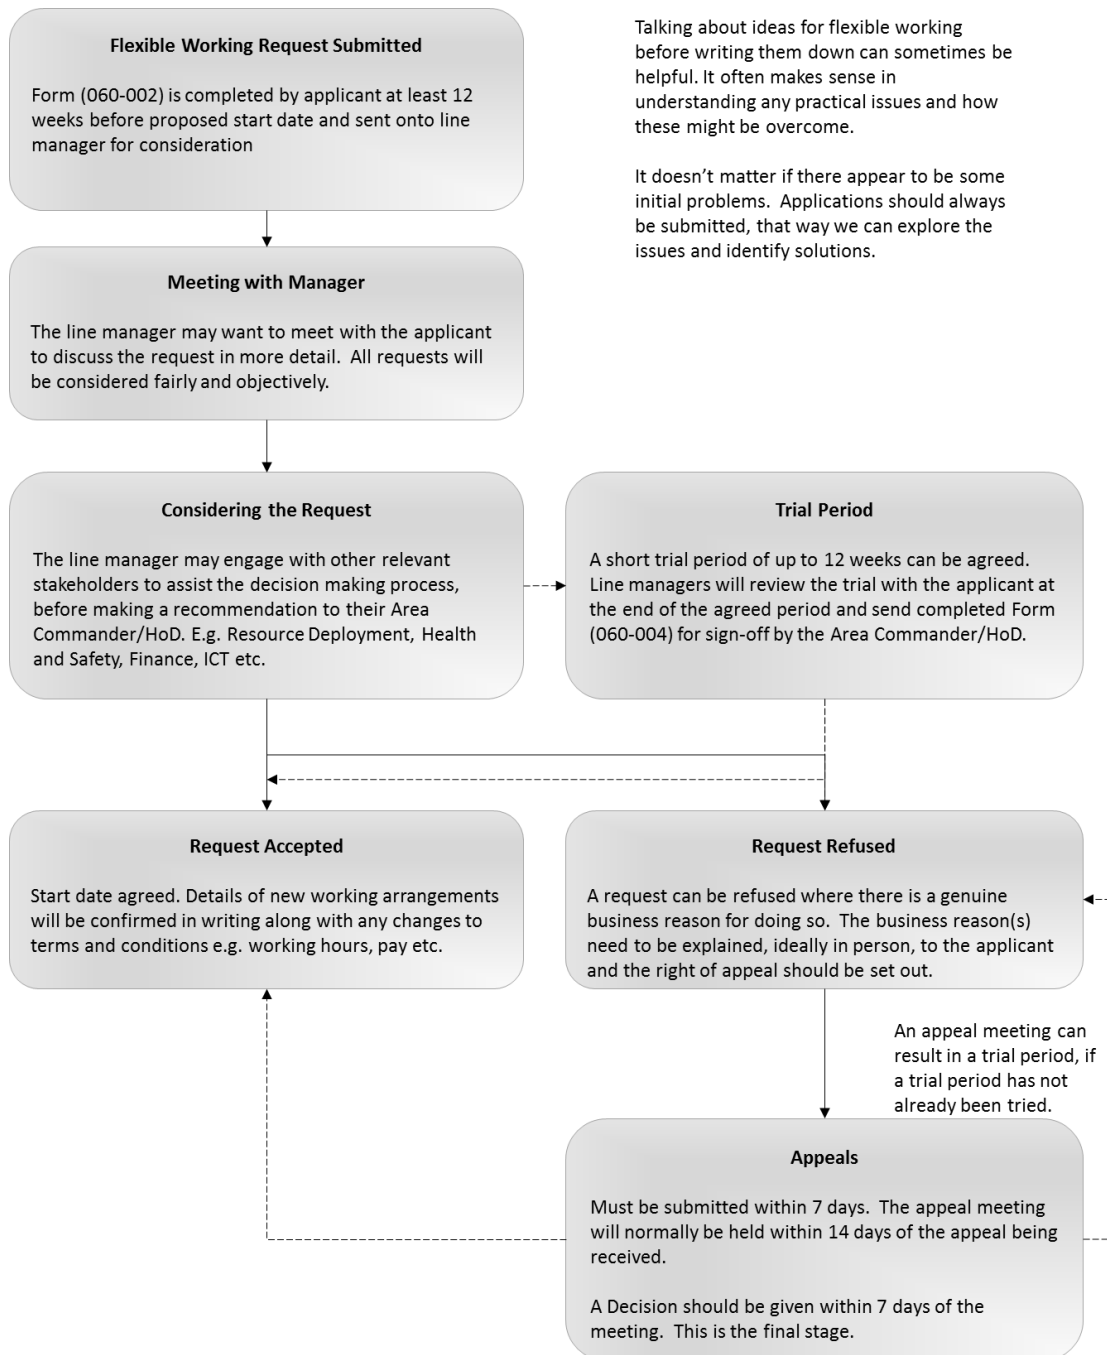 Flexible Working Request Submitted
Form (060-002) is completed by applicant at least 12
weeks before proposed start date and sent onto line
manager for consideration
Talking about ideas for flexible working
before writing them down can sometimes be
helpful. It often makes sense in
understanding any practical issues and how
these might be overcome.
It doesn’t matter if there appear to be some
initial problems. Applications should always
be submitted, that way we can explore the
issues and identify solutions.
Meeting with Manager
The line manager may want to meet with the applicant
to discuss the request in more detail. All requests will
be considered fairly and objectively.
Considering the Request
The line manager may engage with other relevant
stakeholders to assist the decision making process,
before making a recommendation to their Area
Commander/HoD. E.g. Resource Deployment, Health
and Safety, Finance, ICT etc.
Trial Period
A short trial period of up to 12 weeks can be agreed.
Line managers will review the trial with the applicant at
the end of the agreed period and send completed Form
(060-004) for sign-off by the Area Commander/HoD.
Request Accepted
Start date agreed. Details of new working arrangements
will be confirmed in writing along with any changes to
terms and conditions e.g. working hours, pay etc.
Request Refused
A request can be refused where there is a genuine
business reason for doing so. The business reason(s)
need to be explained, ideally in person, to the applicant
and the right of appeal should be set out.
An appeal meeting can
result in a trial period, if
a trial period has not
already been tried.
Appeals
Must be submitted within 7 days. The appeal meeting
will normally be held within 14 days of the appeal being
received.
A Decision should be given within 7 days of the
meeting. This is the final stage.